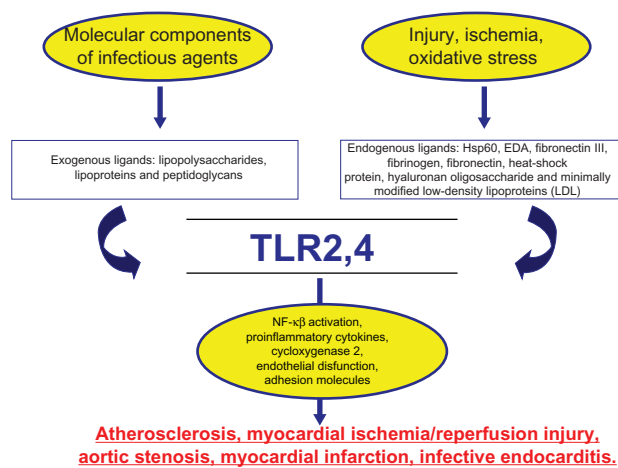 Molecular components
of infectious agents
Injury, ischemia,
oxidative stress
Exogenous ligands: lipopolysaccharides,
lipoproteins and peptidoglycans
Endogenous ligands: Hsp60, EDA, fibronectin III,
fibrinogen, fibronectin, heat-shock
protein, hyaluronan oligosaccharide and minimally
modified low-density lipoproteins (LDL)
TLR2,4
NF-κβ activation,
proinflammatory cytokines,
cycloxygenase 2,
endothelial disfunction,
adhesion molecules
Atherosclerosis, myocardial ischemia/reperfusion injury,
aortic stenosis, myocardial infarction, infective endocarditis.